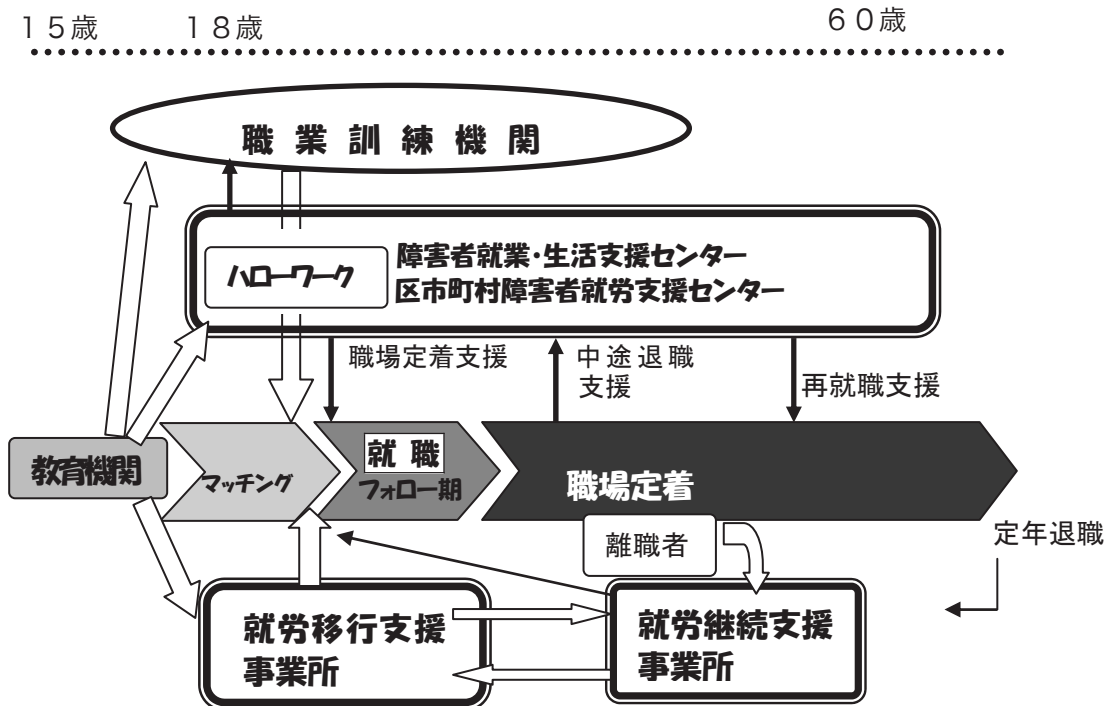 １５歳
１８歳
６０歳
職業訓練機関
ハローワーク
障害者就業・生活支援センター
区市町村障害者就労支援センター
職場定着支援
中途退職
支援
再就職支援
教育機関
マッチング
就職
フォロー期
職場定着
離職者
定年退職
就労移行支援
事業所
就労継続支援
事業所